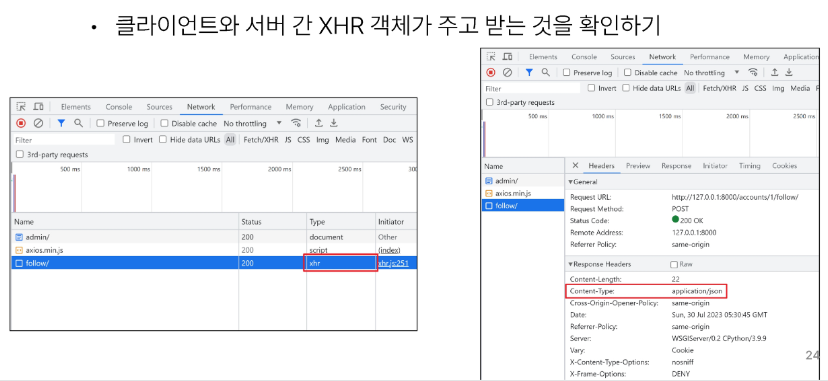 • 클라이언트와 서버 간 XHR 객체가 주고 받는 것을 확인하기
Elements Console Sources Network Performance Memory Application Security
Preserve log Disable cache No throttling
Filter Invert Hide data URLs All Fetch/XHR JS CSS Img Media Font Doc WS
3rd-party requests
500 ms 1000 ms 1500 ms 2000 ms 2500 ms 300
Name Status Type Initiator
admin/ 200 document Other
axios.min.js 200 script (index)
follow/ 200 xhr xhr.js:251
Elements Console Sources Network Performance Memory Application
Preserve log Disable cache No throttling
Filter Invert Hide data URLs All Fetch/XHR JS CSS Img Media
3rd-party requests
500 ms 1000 ms 1500 ms 2000 ms 2500 ms
Name
admin/
axios.min.js
follow/
× Headers Preview Response Initiator Timing Cookies
▼General
Request URL: http://127.0.0.1:8000/accounts/1/follow/
Request Method: POST
Status Code: 200 OK
Remote Address: 127.0.0.1:8000
Referrer Policy: same-origin
▼Response Headers Raw
Content-Length: 22
Content-Type: application/json
Cross-Origin-Opener-Policy: same-origin
Date: Sun, 30 Jul 2023 05:30:45 GMT
Referrer-Policy: same-origin
Server: WSGIServer/0.2 CPython/3.9.9
Vary: Cookie
X-Content-Type-Options: nosniff
X-Frame-Options: DENY
24